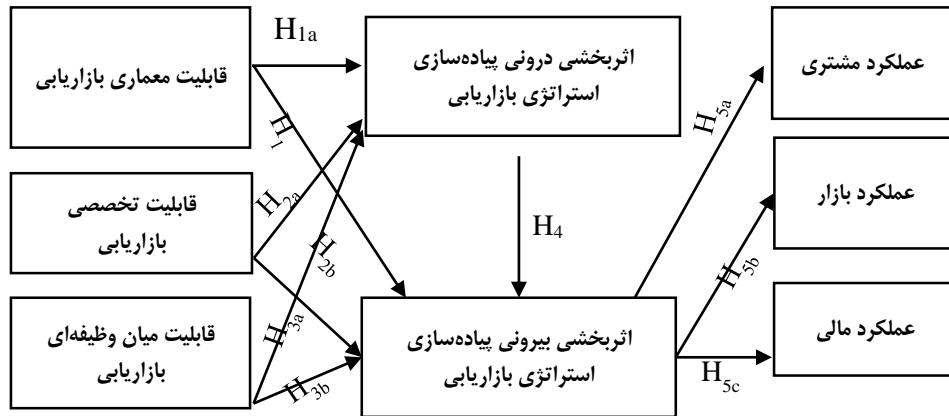 قابلیت معماری بازاریابی
قابلیت تخصصی
بازاریابی
قابلیت میان وظیفه‌ای
بازاریابی
H1a
H1
H2a
H2b
H3a
H3b
اثربخشی درونی پیاده‌سازی
استراتژی بازاریابی
H4
اثربخشی بیرونی پیاده‌سازی
استراتژی بازاریابی
H5a
H5b
H5c
عملکرد مشتری
عملکرد بازار
عملکرد مالی